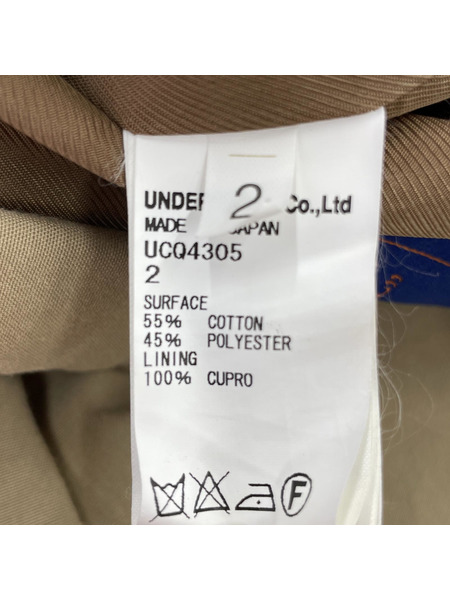 UNDER 2 Co.,Ltd
MADE JAPAN
UCQ4305
2
SURFACE
55% COTTON
45% POLYESTER
LINING
100% CUPRO
F